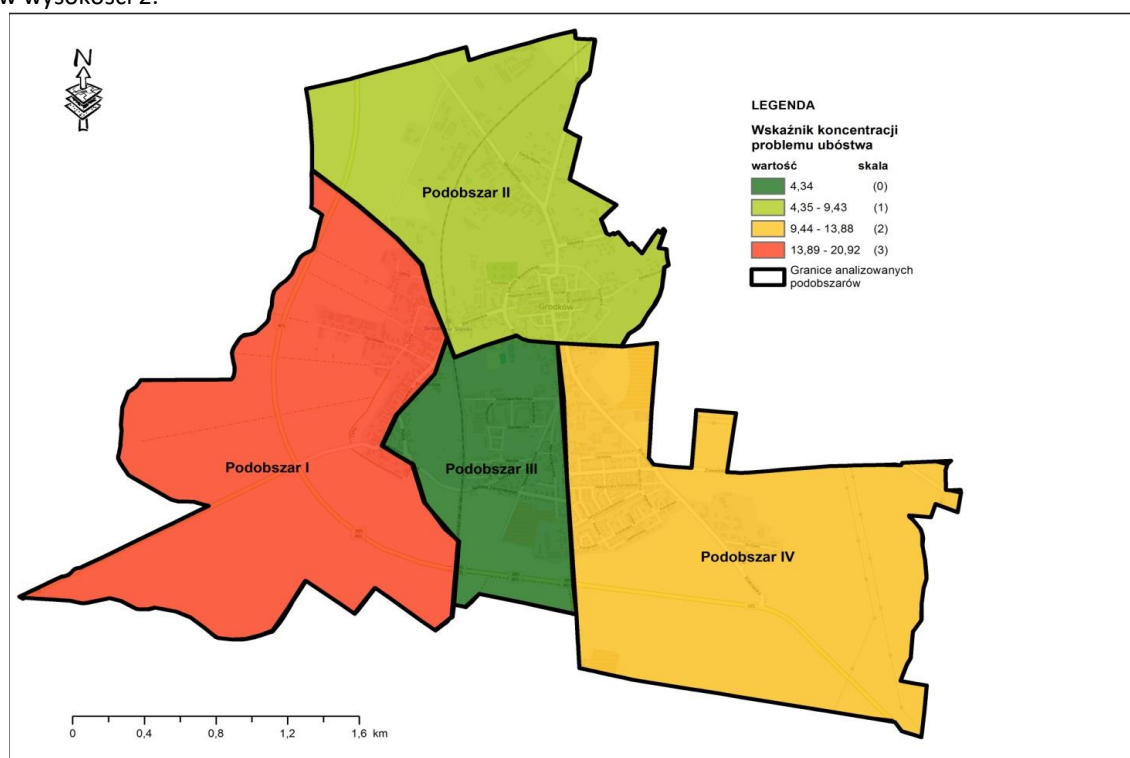 w wysokości 2.
N
LEGENDA
Wskaźnik koncentracji
problemu ubóstwa
wartość skala
4,34 (0)
4,35 - 9,43 (1)
9,44 - 13,88 (2)
13,89 - 20,92 (3)
Granice analizowanych
podobszarów
Podobszar II
Grodków
Podobszar I
Podobszar III
Podobszar IV
0 0,4 0,8 1,2 1,6 km